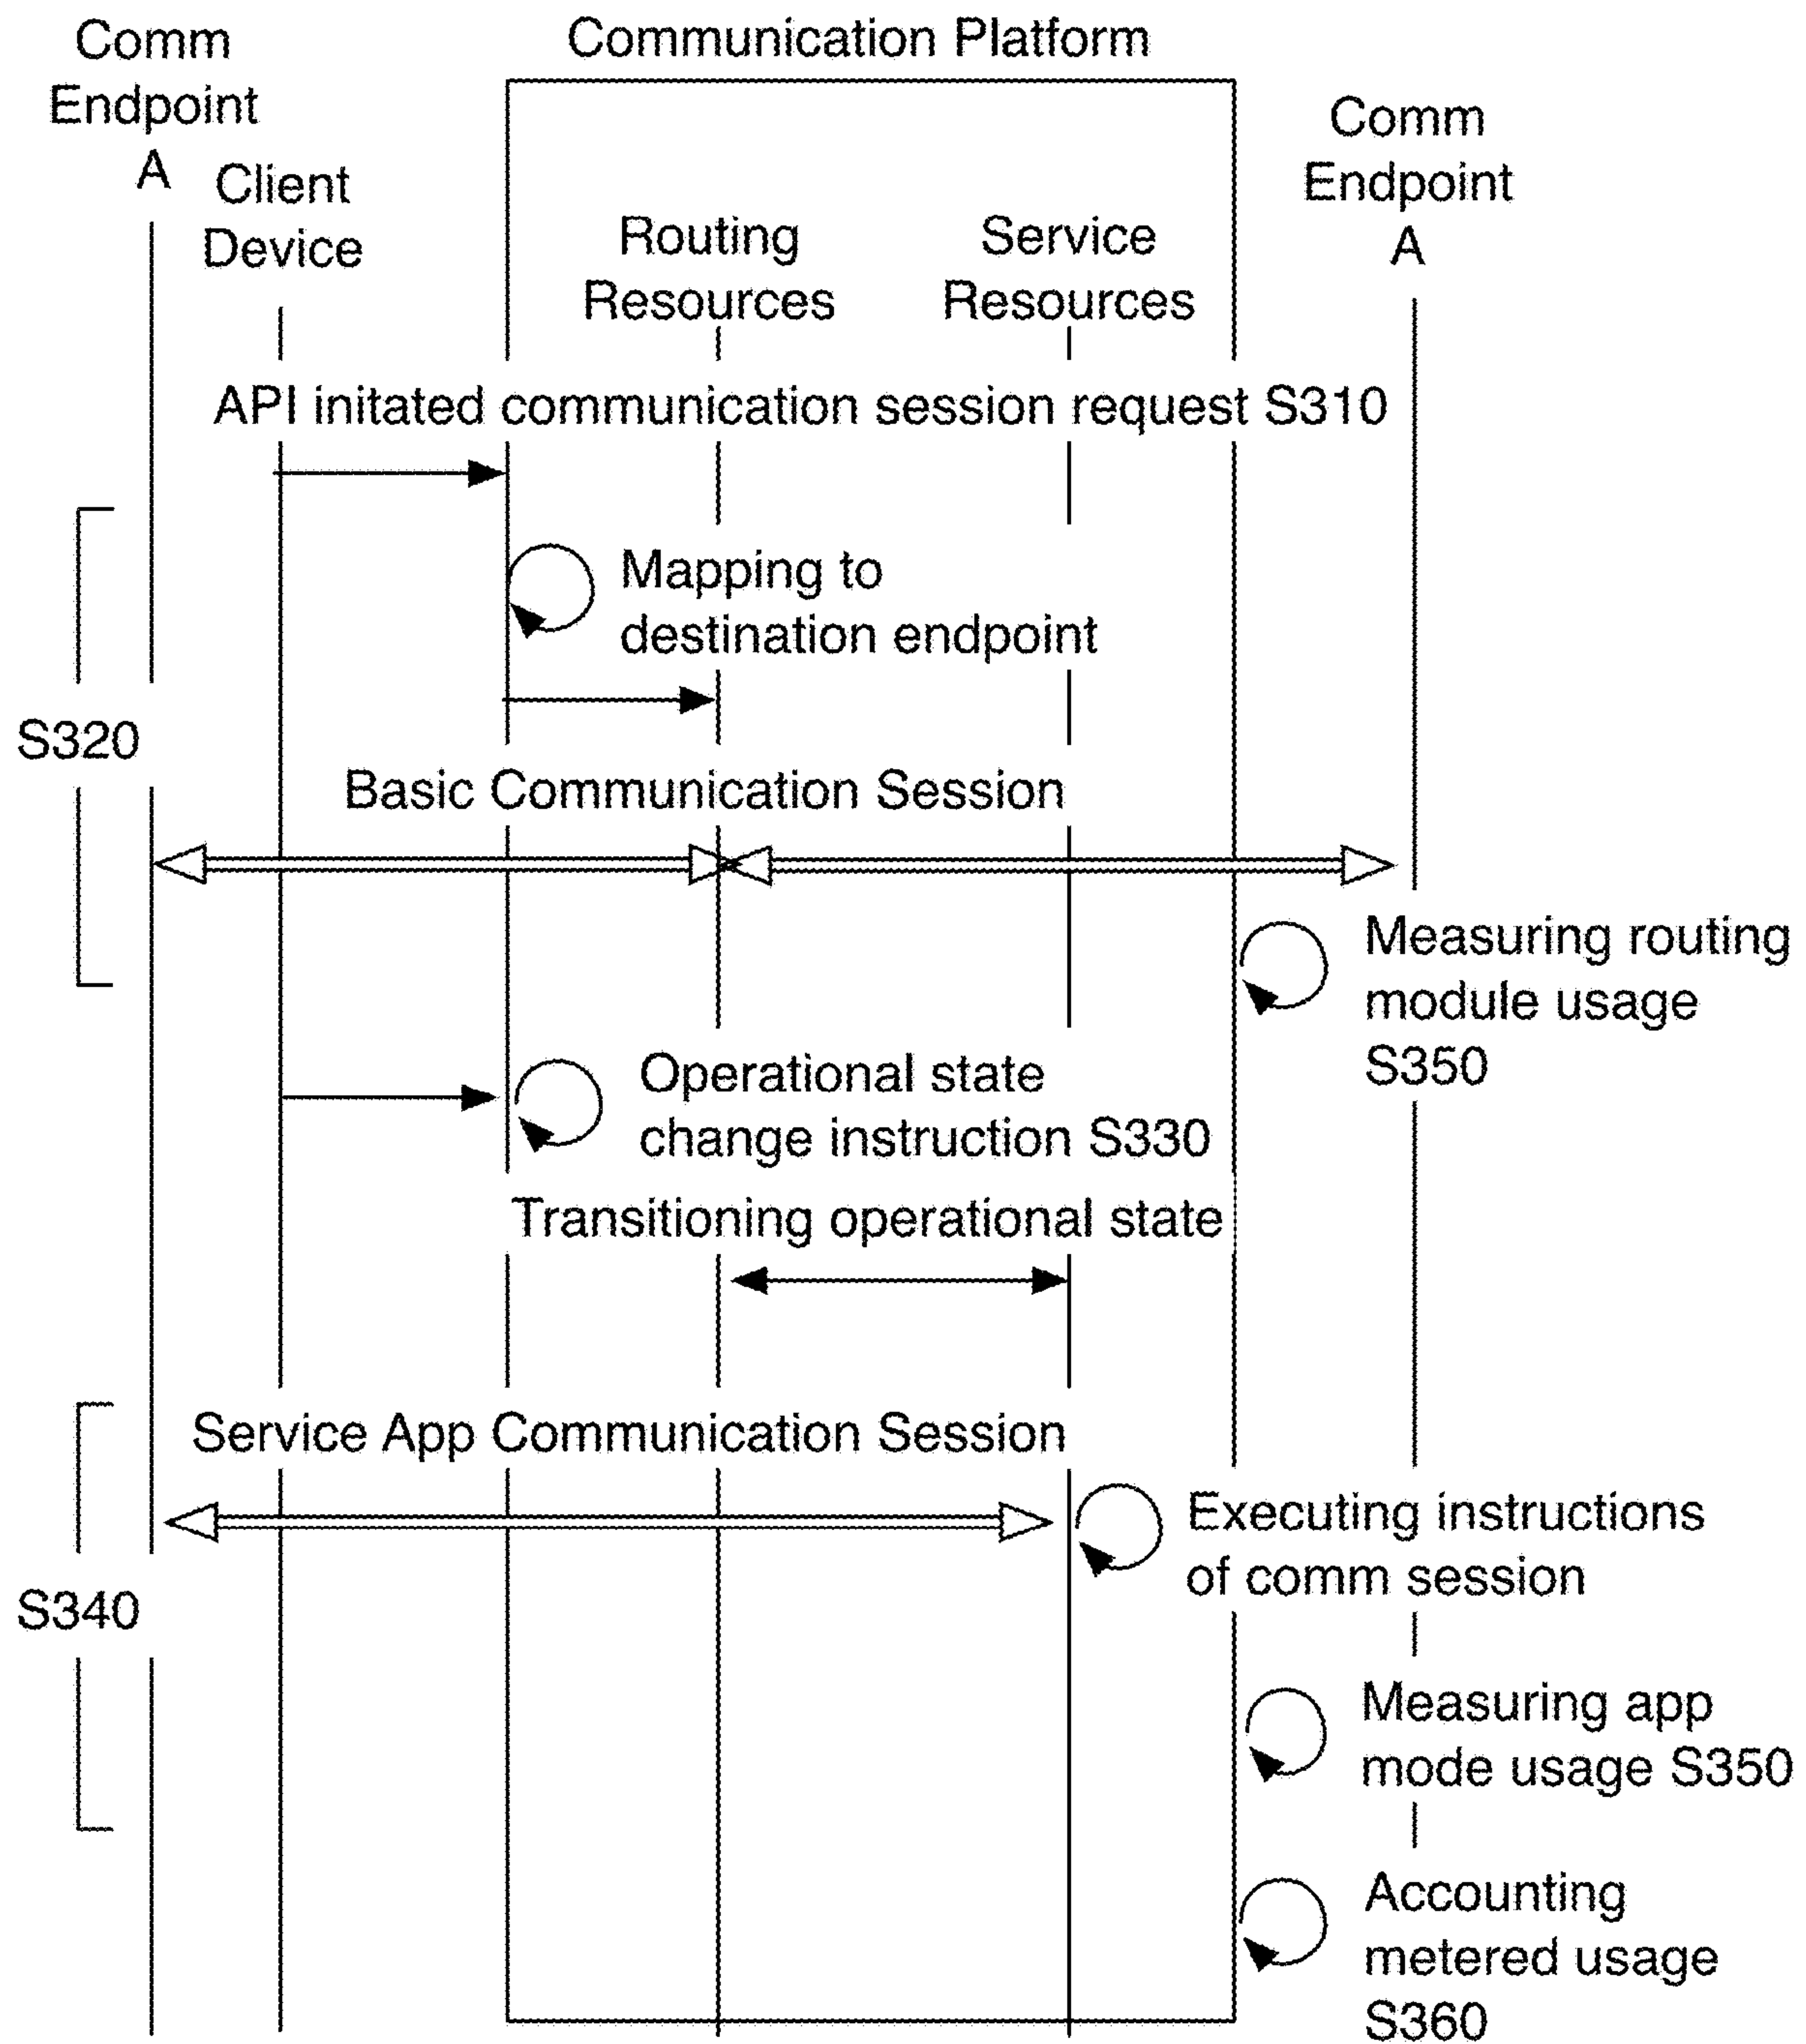 Comm
Endpoint
A
Client
Device
Communication Platform
Routing
Resources
Service
Resources
Comm
Endpoint
A
API initated communication session request S310
Mapping to
destination endpoint
S320
Basic Communication Session
Measuring routing
module usage
S350
Operational state
change instruction S330
Transitioning operational state
Service App Communication Session
Executing instructions
of comm session
S340
Measuring app
mode usage S350
Accounting
metered usage
S360